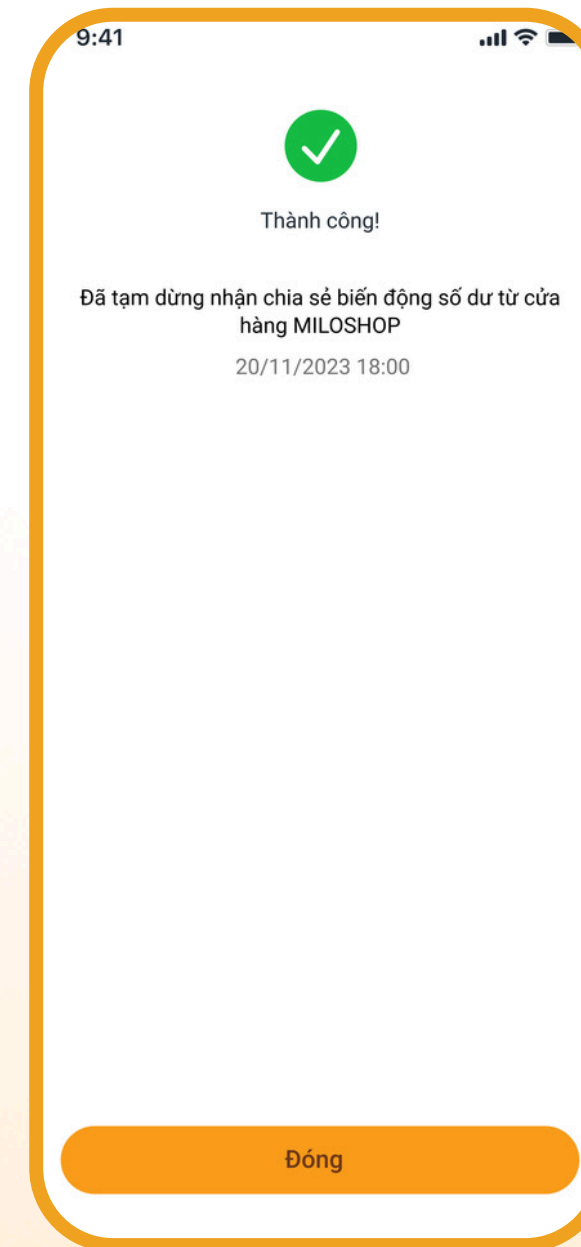 9:41
Thành công!
Đã tạm dừng nhận chia sẻ biến động số dư từ cửa
hàng MILOSHOP
20/11/2023 18:00
Đóng